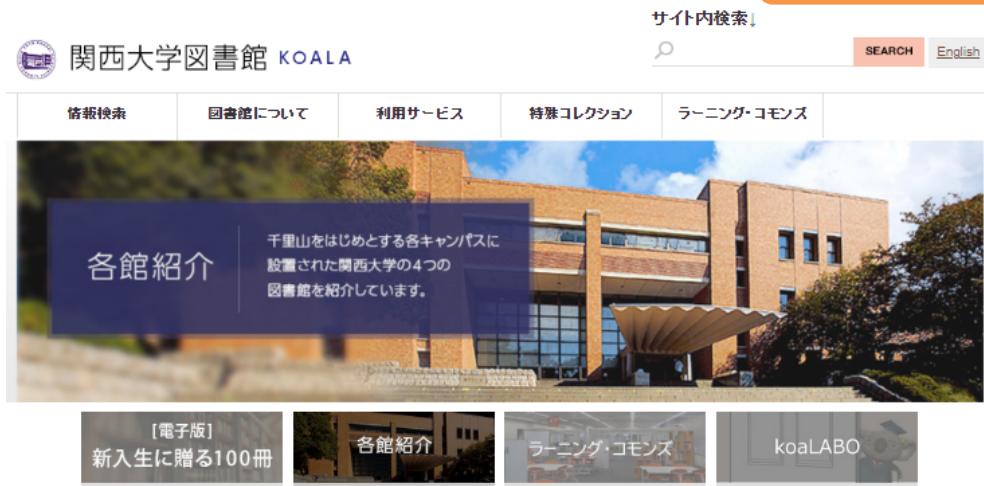 サイト内検索↓
関西大学図書館 KOALA
SEARCH
English
情報検索
図書館について
利用サービス
特殊コレクション
ラーニング・コモンズ
各館紹介
千里山をはじめとする各キャンパスに
設置された関西大学の4つの
図書館を紹介しています。
[電子版]
新入生に贈る100冊
各館紹介
ラーニング・コモンズ
koaLABO